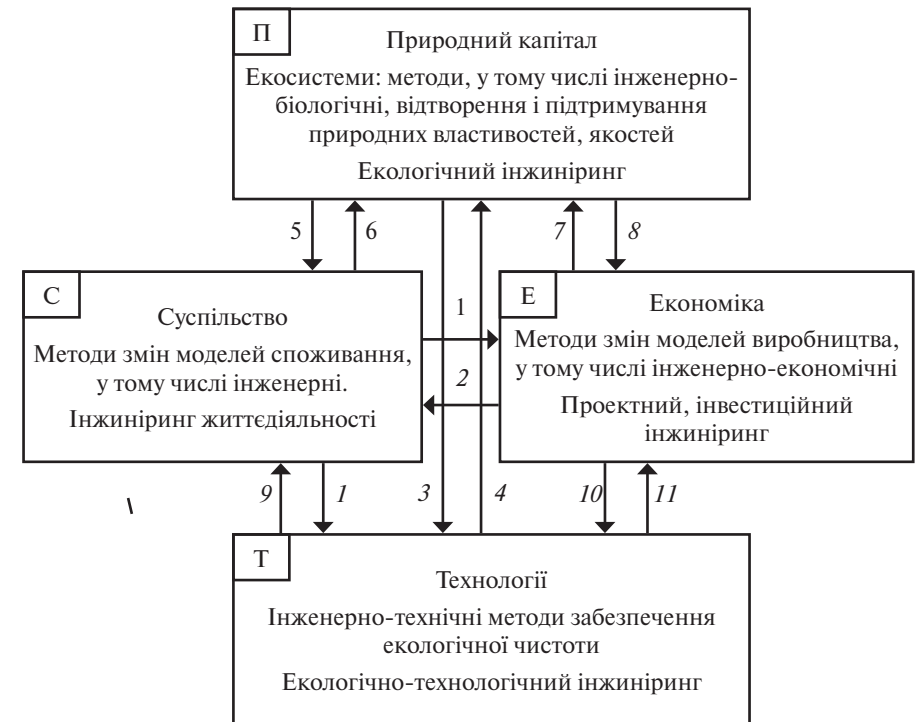 П
Природний капітал
Екосистеми: методи, у тому числі інженерно-
біологічні, відтворення і підтримування
природних властивостей, якостей
Екологічний інжиніринг
5
6
7
8
С
Суспільство
Методи змін моделей споживання,
у тому числі інженерні.
Інжиніринг життєдіяльності
1
2
Е
Економіка
Методи змін моделей виробництва,
у тому числі інженерно-економічні
Проектний, інвестиційний
інжиніринг
9
1
3
4
10
11
Т
Технології
Інженерно-технічні методи забезпечення
екологічної чистоти
Екологічно-технологічний інжиніринг